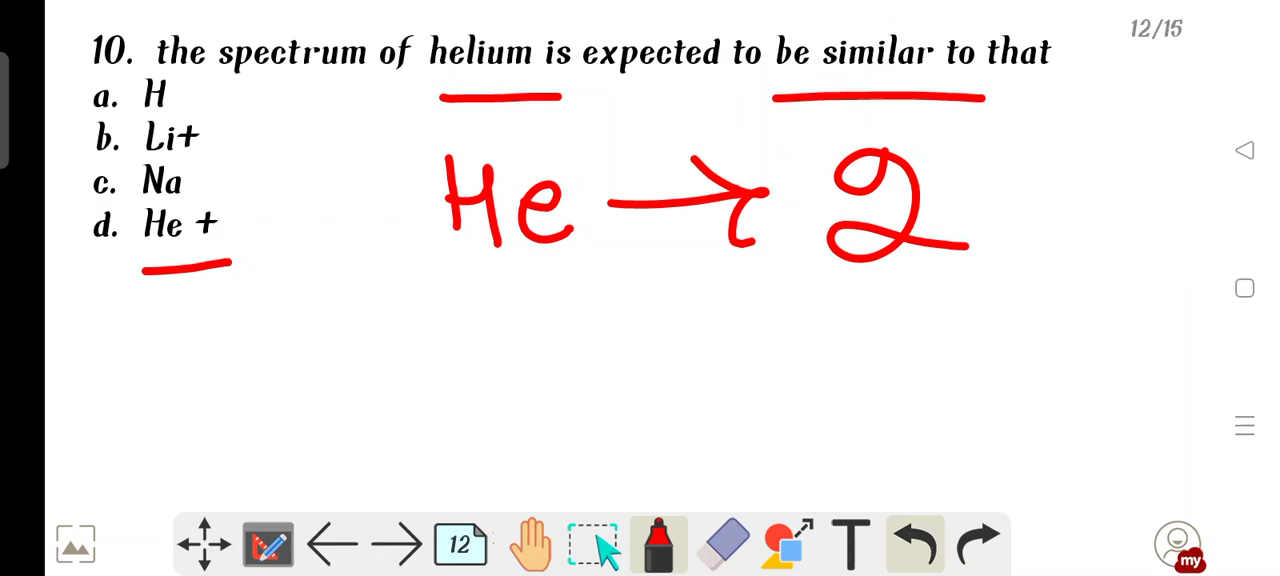 12/15
10. the spectrum of helium is expected to be similar to that
a. H
b. Li+
c. Na
d. He +
He → 2
12
T
my